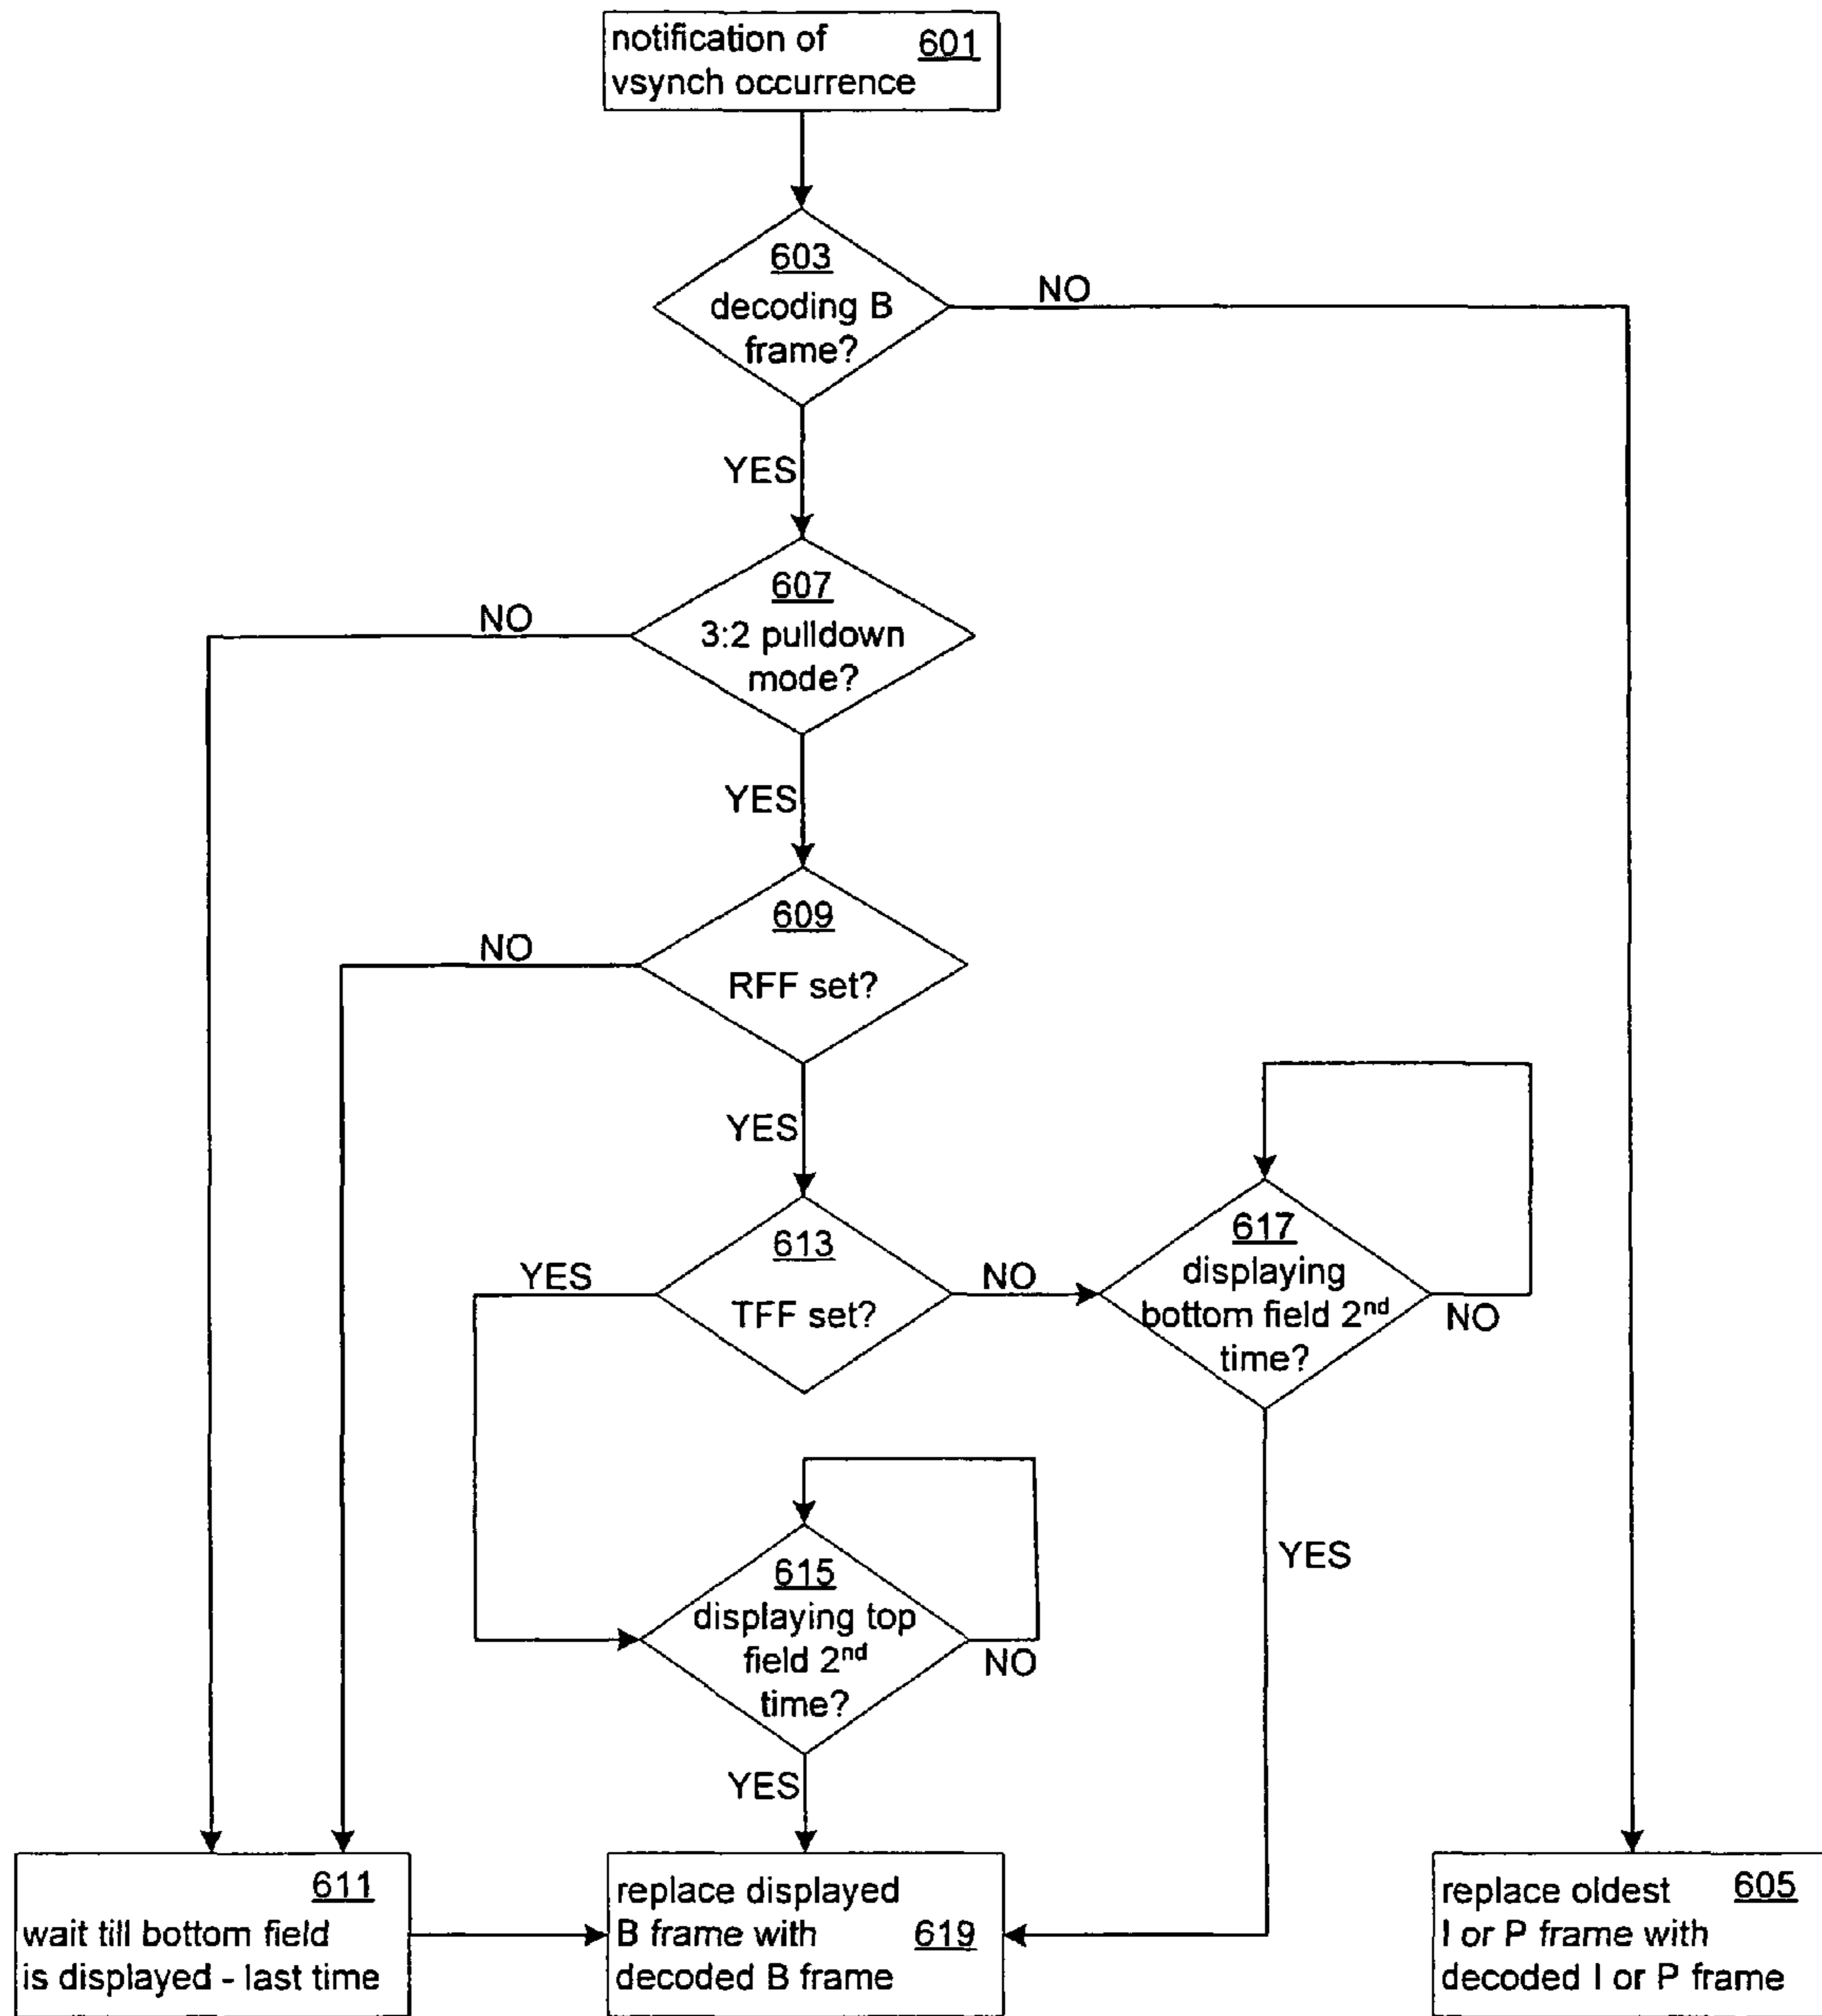 notification of 601
vsynch occurrence
603
decoding B
frame?
NO
YES
607
3:2 pulldown
mode?
NO
YES
609
RFF set?
NO
YES
613
TFF set?
YES
NO
617
displaying
bottom field 2nd
time?
NO
YES
615
displaying top
field 2nd
time?
NO
YES
611
wait till bottom field
is displayed - last time
replace displayed
B frame with 619
decoded B frame
replace oldest 605
I or P frame with
decoded I or P frame